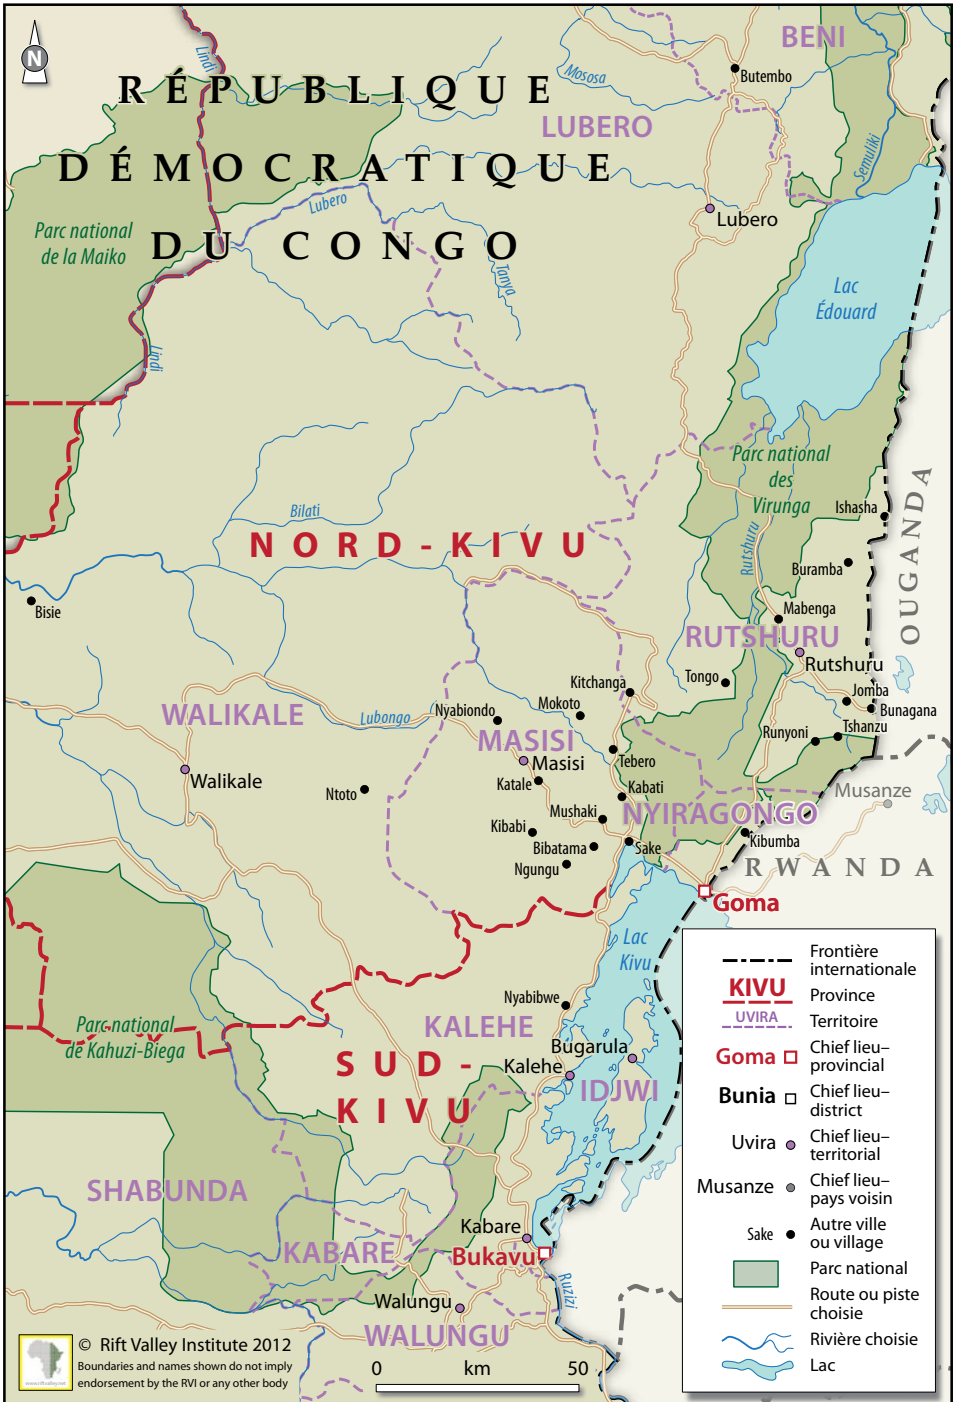 N
BENI
Lindi
Mososa
Butembo
RÉPUBLIQUE
LUBERO
Semuliki
DÉMOCRATIQUE
Lubero
Lubero
Parc national
de la Maiko
DU CONGO
Tanya
Lac
Édouard
Lindi
Parc national
des
Virunga
OUGANDA
Ishasha
Bilati
NORD-KIVU
Rutshuru
Buramba
Bisie
Mabenga
RUTSHURU
Rutshuru
Kitchanga
Tongo
Jomba
Mokoto
Nyabiondo
Bunagana
WALIKALE
Lubongo
Tshanzu
Runyoni
MASISI
Masisi
Tebero
Walikale
Katale
Kabati
Musanze
Ntoto
Mushaki
NYIRAGONGO
Kibabi
Kibumba
Bibatama
Sake
Ngungu
RWANDA
Goma
Lac
Kivu
Nyabibwe
KALEHE
Parc national
de Kahuzi-Biega
Bugarula
SUD-
Kalehe
IDJWI
KIVU
SHABUNDA
Kabare
KABARE
Bukavu
Ruzizi
Walungu
WALUNGU
Frontière
internationale
KIVU
Province
UVIRA
Territoire
Goma
Chief lieu–
provincial
Bunia
Chief lieu–
district
Uvira
Chief lieu–
territorial
Musanze
Chief lieu–
pays voisin
Sake
Autre ville
ou village
Parc national
Route ou piste
choisie
Rivière choisie
Lac
© Rift Valley Institute 2012
Boundaries and names shown do not imply
endorsement by the RVI or any other body
www.riftvalley.net
0 km 50